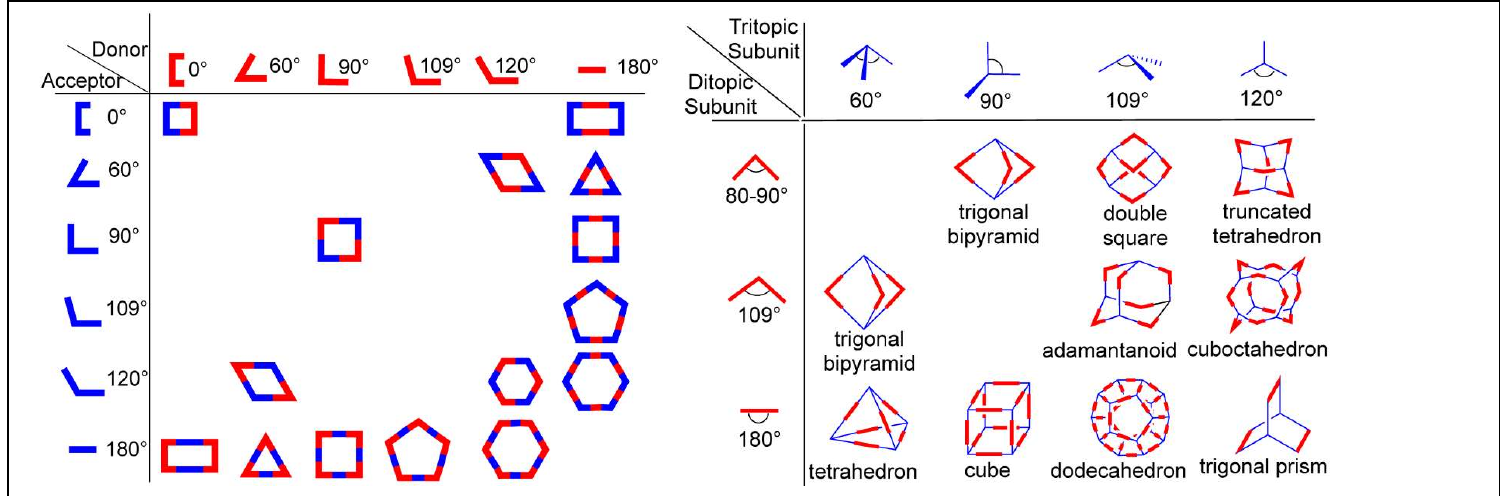 Donor
Acceptor
0°
60°
90°
109°
120°
180°
0°
60°
90°
109°
120°
180°
Tritopic
Subunit
Ditopic
Subunit
60°
90°
109°
120°
80-90°
trigonal
bipyramid
double
square
truncated
tetrahedron
109°
trigonal
bipyramid
adamantanoid
cuboctahedron
180°
tetrahedron
cube
dodecahedron
trigonal prism